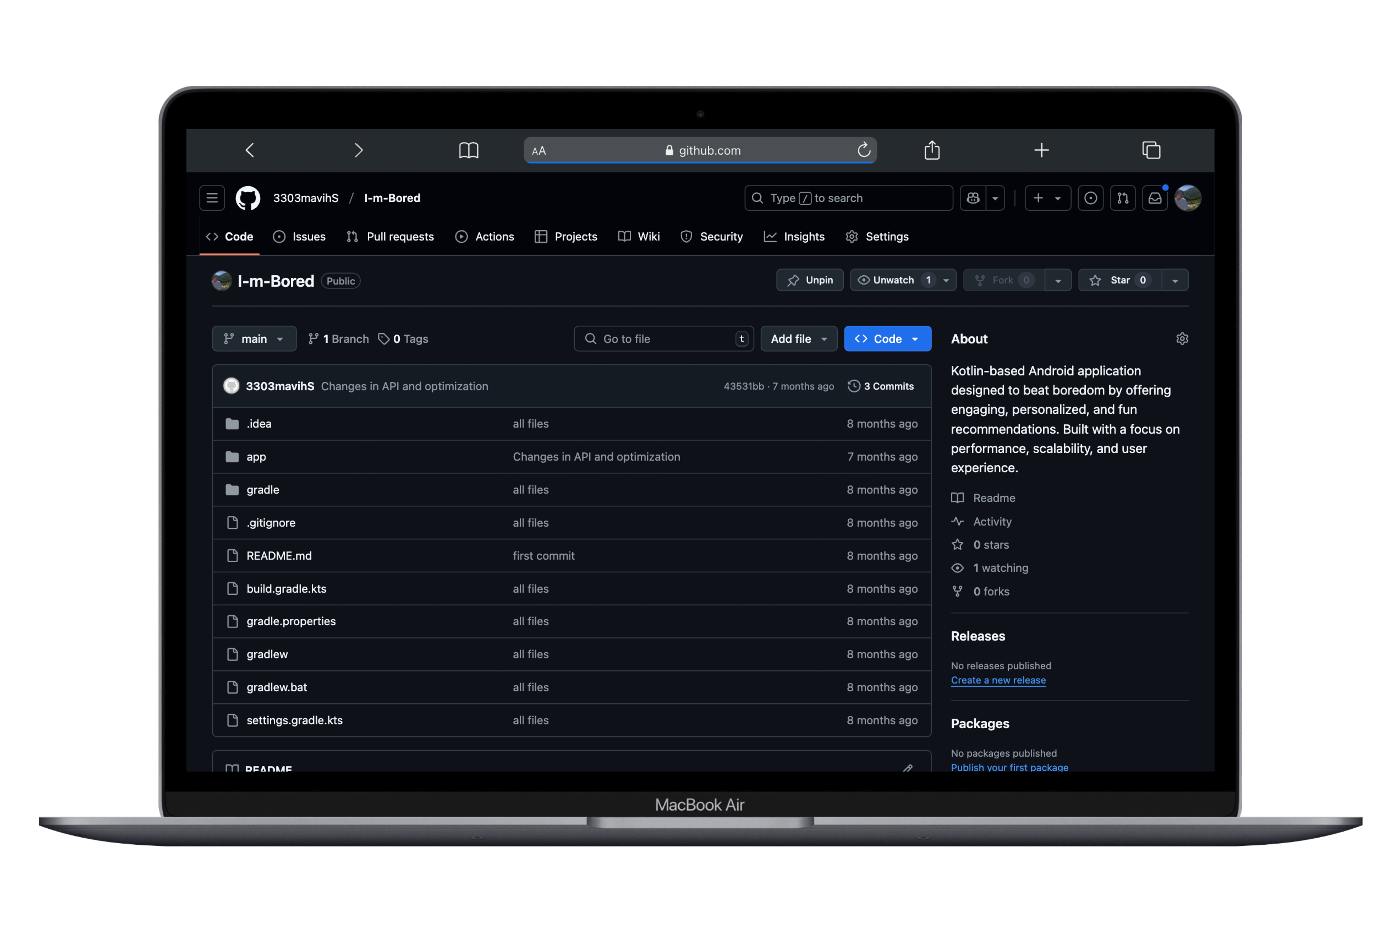 AA github.com
3303mavihS / I-m-Bored Type / to search
Code Issues Pull requests Actions Projects Wiki Security Insights Settings
I-m-Bored Public Unpin Unwatch 1 Fork 0 Star 0
main 1 Branch 0 Tags Go to file t Add file Code
About
Kotlin-based Android application
designed to beat boredom by offering
engaging, personalized, and fun
recommendations. Built with a focus on
performance, scalability, and user
experience.
Readme
Activity
0 stars
1 watching
0 forks
Releases
No releases published
Create a new release
Packages
No packages published
Publish your first package
3303mavihS Changes in API and optimization 43531bb · 7 months ago 3 Commits
.idea all files 8 months ago
app Changes in API and optimization 7 months ago
gradle all files 8 months ago
.gitignore all files 8 months ago
README.md first commit 8 months ago
build.gradle.kts all files 8 months ago
gradle.properties all files 8 months ago
gradlew all files 8 months ago
gradlew.bat all files 8 months ago
settings.gradle.kts all files 8 months ago
README
MacBook Air